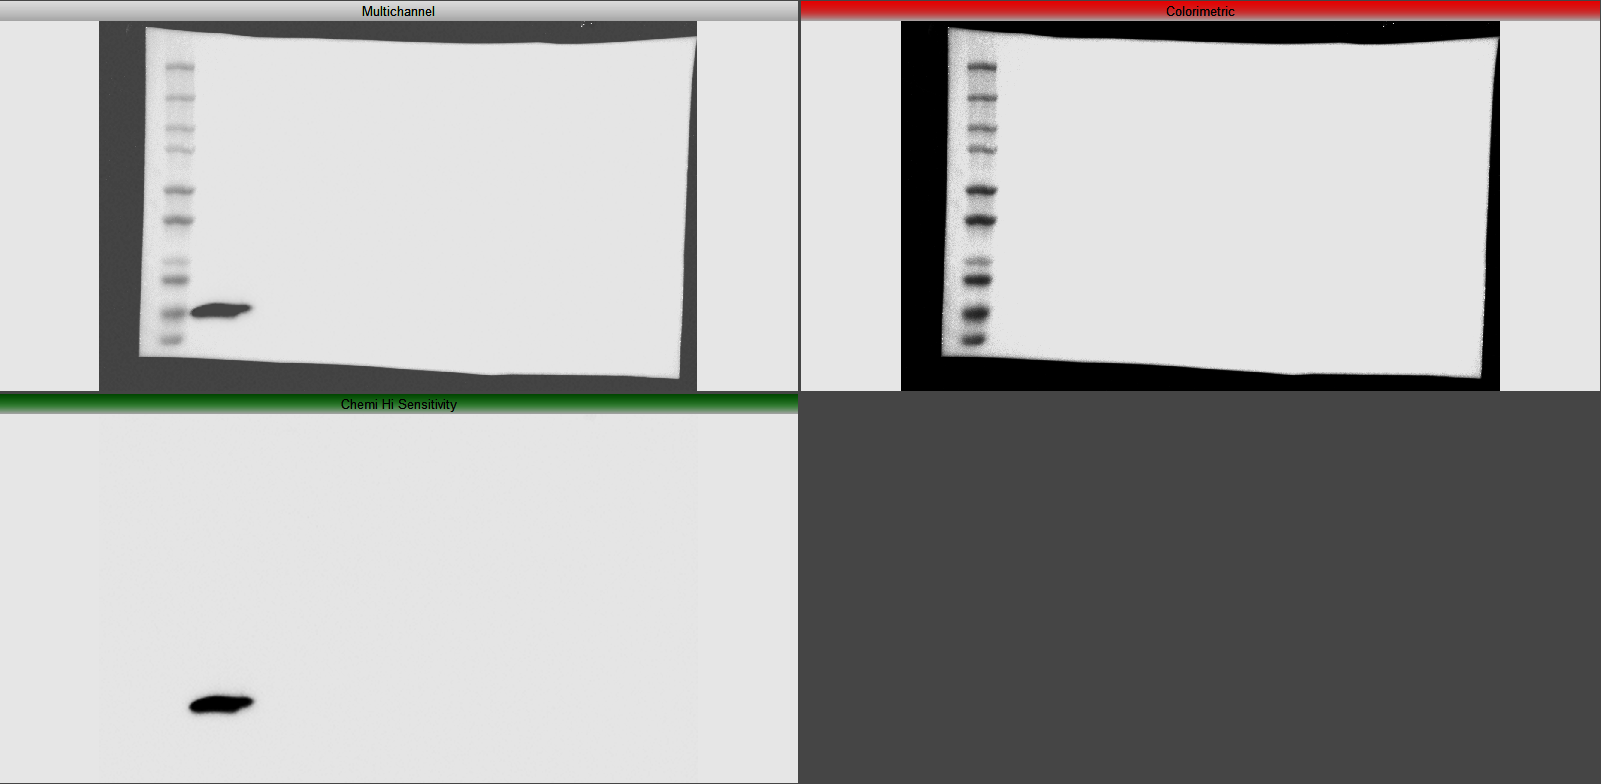 Multichannel
Colorimetric
Chemi Hi Sensitivity